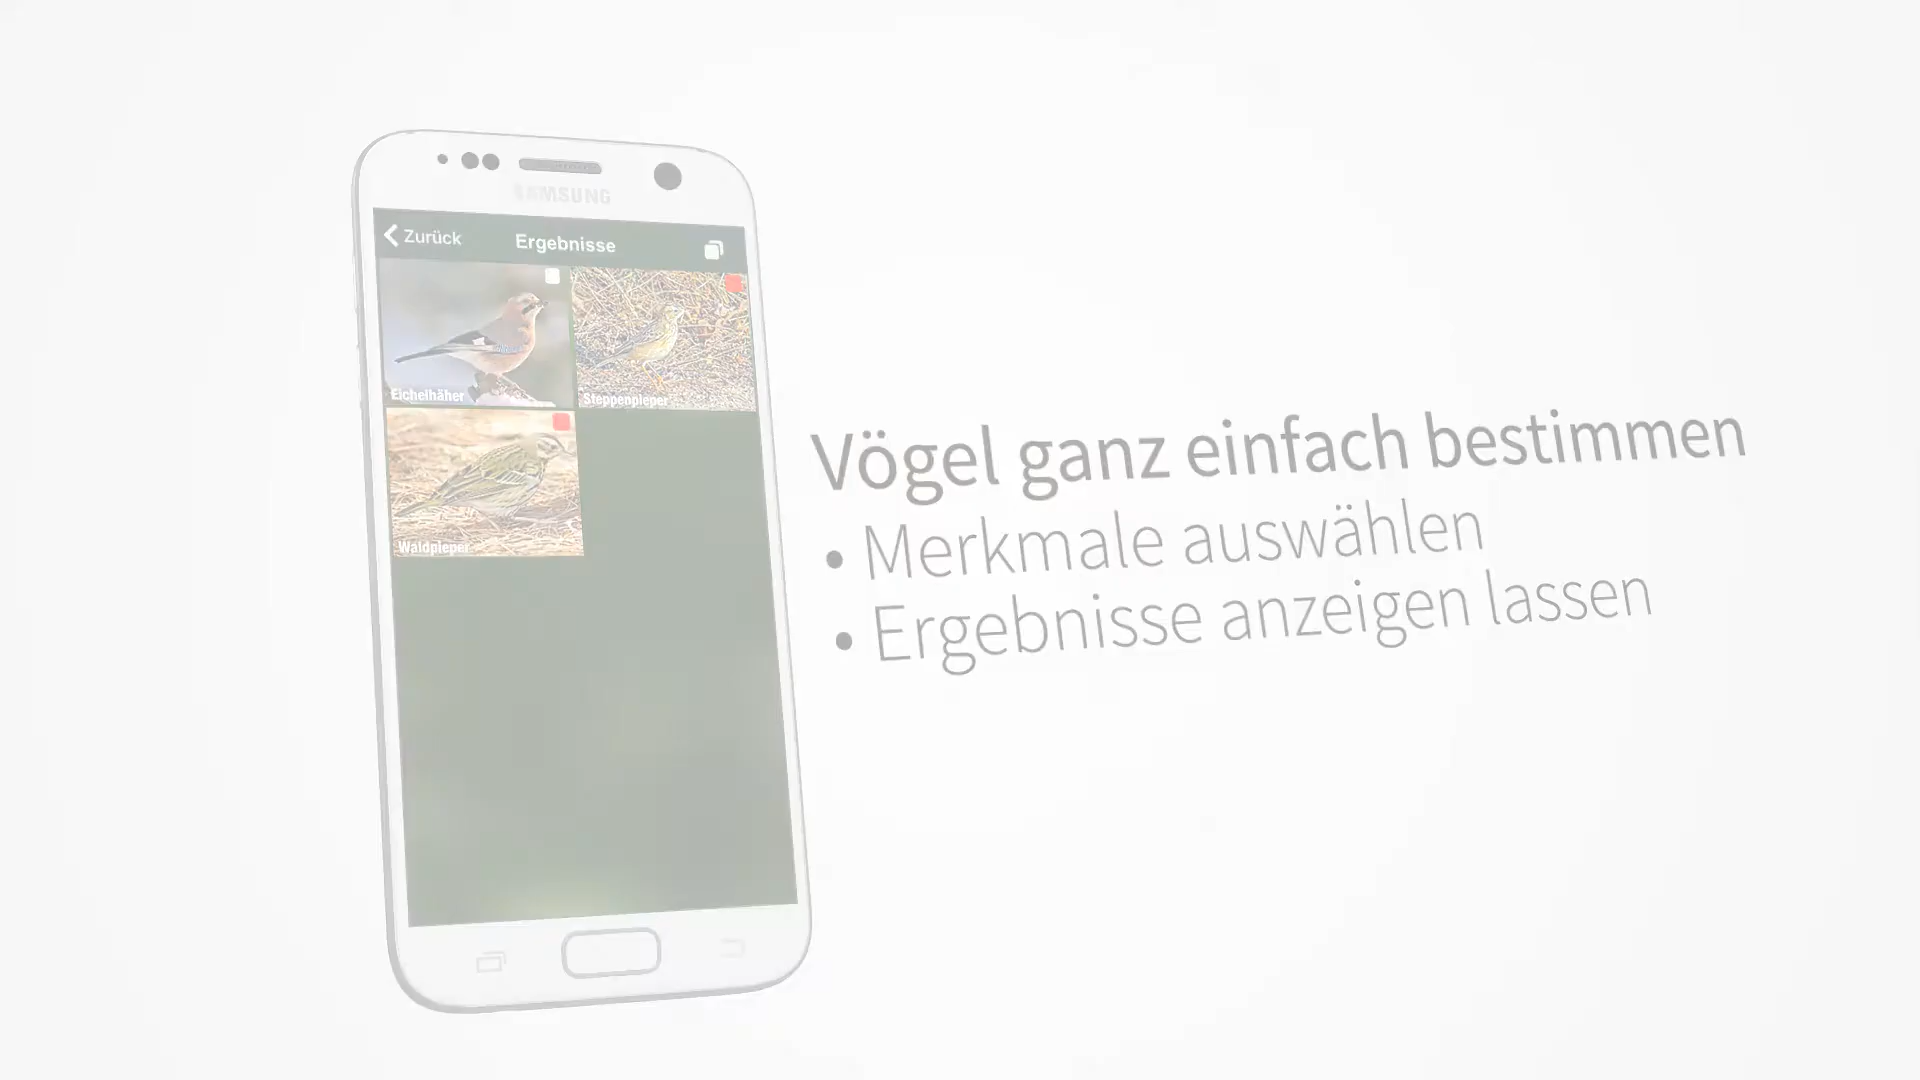 SAMSUNG
Zurück
Ergebnisse
Eichelhäher
Steppenpieper
Waldpieper
Vögel ganz einfach bestimmen
• Merkmale auswählen
• Ergebnisse anzeigen lassen